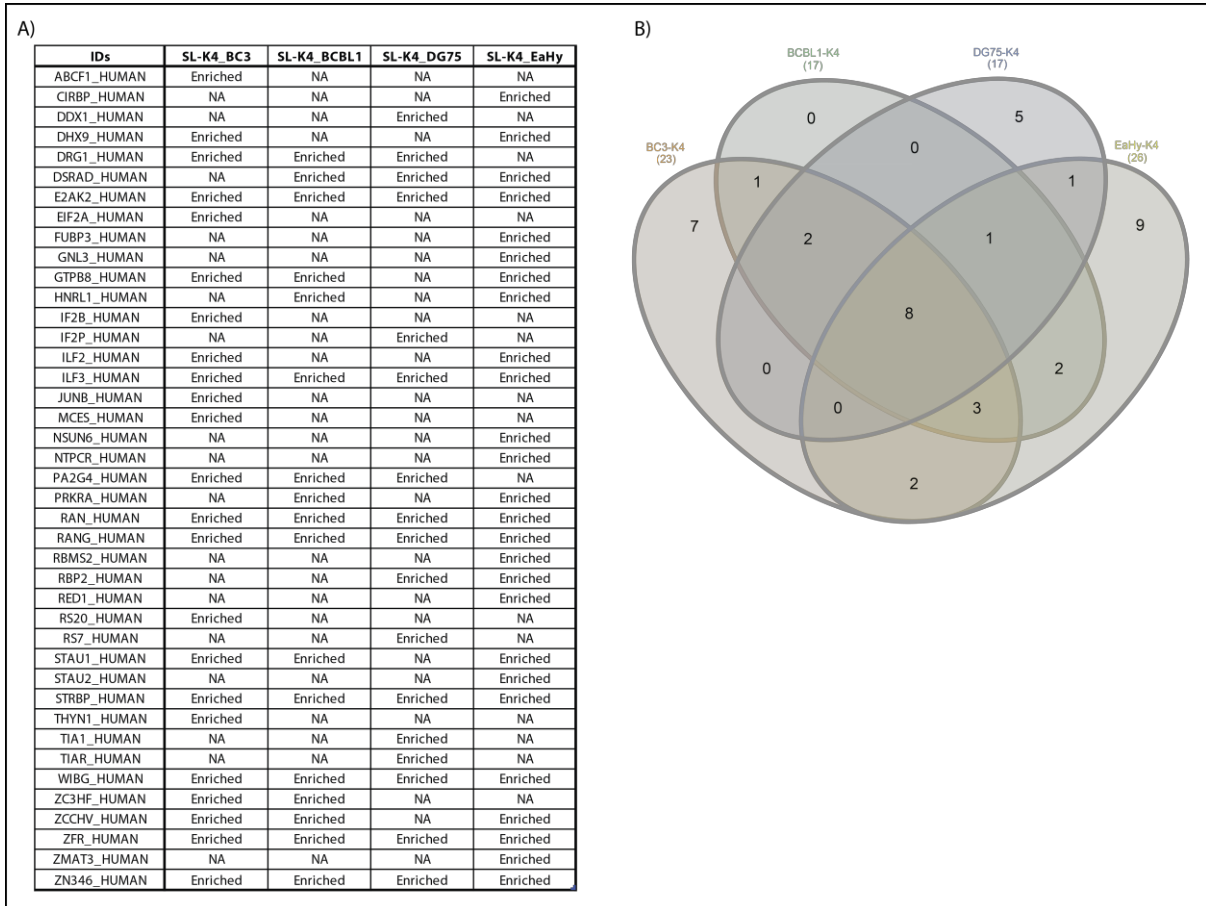 A)
IDs SL-K4_BC3 SL-K4_BCBL1 SL-K4_DG75 SL-K4_EaHy
ABCF1_HUMAN Enriched NA NA NA
CIRBP_HUMAN NA NA NA Enriched
DDX1_HUMAN NA NA Enriched NA
DHX9_HUMAN Enriched NA NA Enriched
DRG1_HUMAN Enriched Enriched Enriched NA
DSRAD_HUMAN NA Enriched Enriched Enriched
E2AK2_HUMAN Enriched Enriched Enriched Enriched
EIF2A_HUMAN Enriched NA NA NA
FUBP3_HUMAN NA NA NA Enriched
GNL3_HUMAN NA NA NA Enriched
GTPB8_HUMAN Enriched Enriched NA Enriched
HNRL1_HUMAN NA Enriched NA Enriched
IF2B_HUMAN Enriched NA NA NA
IF2P_HUMAN NA NA Enriched NA
ILF2_HUMAN Enriched NA NA Enriched
ILF3_HUMAN Enriched Enriched Enriched Enriched
JUNB_HUMAN Enriched NA NA NA
MCES_HUMAN Enriched NA NA NA
NSUN6_HUMAN NA NA NA Enriched
NTPCR_HUMAN NA NA NA Enriched
PA2G4_HUMAN Enriched Enriched Enriched NA
PRKRA_HUMAN NA Enriched NA Enriched
RAN_HUMAN Enriched Enriched Enriched Enriched
RANG_HUMAN Enriched Enriched Enriched Enriched
RBMS2_HUMAN NA NA NA Enriched
RBP2_HUMAN NA NA Enriched Enriched
RED1_HUMAN NA NA NA Enriched
RS20_HUMAN Enriched NA NA NA
RS7_HUMAN NA NA Enriched NA
STAU1_HUMAN Enriched Enriched NA Enriched
STAU2_HUMAN NA NA NA Enriched
STRBP_HUMAN Enriched Enriched Enriched Enriched
THYN1_HUMAN Enriched NA NA NA
TIA1_HUMAN NA NA Enriched NA
TIAR_HUMAN NA NA Enriched NA
WIBG_HUMAN Enriched Enriched Enriched Enriched
ZC3HF_HUMAN Enriched Enriched NA NA
ZCCHV_HUMAN Enriched Enriched NA Enriched
ZFR_HUMAN Enriched Enriched Enriched Enriched
ZMAT3_HUMAN NA NA NA Enriched
ZN346_HUMAN Enriched Enriched Enriched Enriched
B)
BCBL1-K4
(17)
DG75-K4
(17)
BC3-K4
(23)
EaHy-K4
(26)
0
5
0
1
1
7
2
1
9
8
0
2
0
3
2